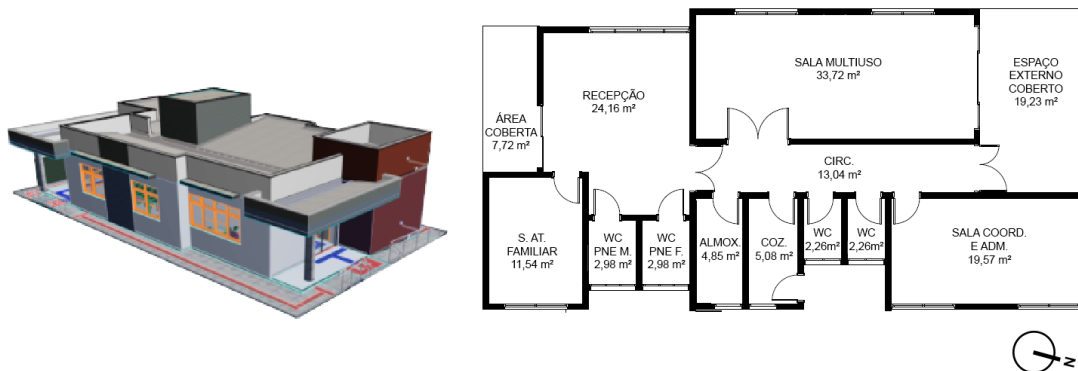 SALA MULTIUSO
33,72 m²
ESPAÇO
EXTERNO
COBERTO
19,23 m²
RECEPÇÃO
24,16 m²
ÁREA
COBERTA
7,72 m²
CIRC.
13,04 m²
S. AT.
FAMILIAR
11,54 m²
WC
PNE M.
2,98 m²
WC
PNE F.
2,98 m²
ALMOX.
4,85 m²
COZ.
5,08 m²
WC
2,26m²
WC
2,26m²
SALA COORD.
E ADM.
19,57 m²
N